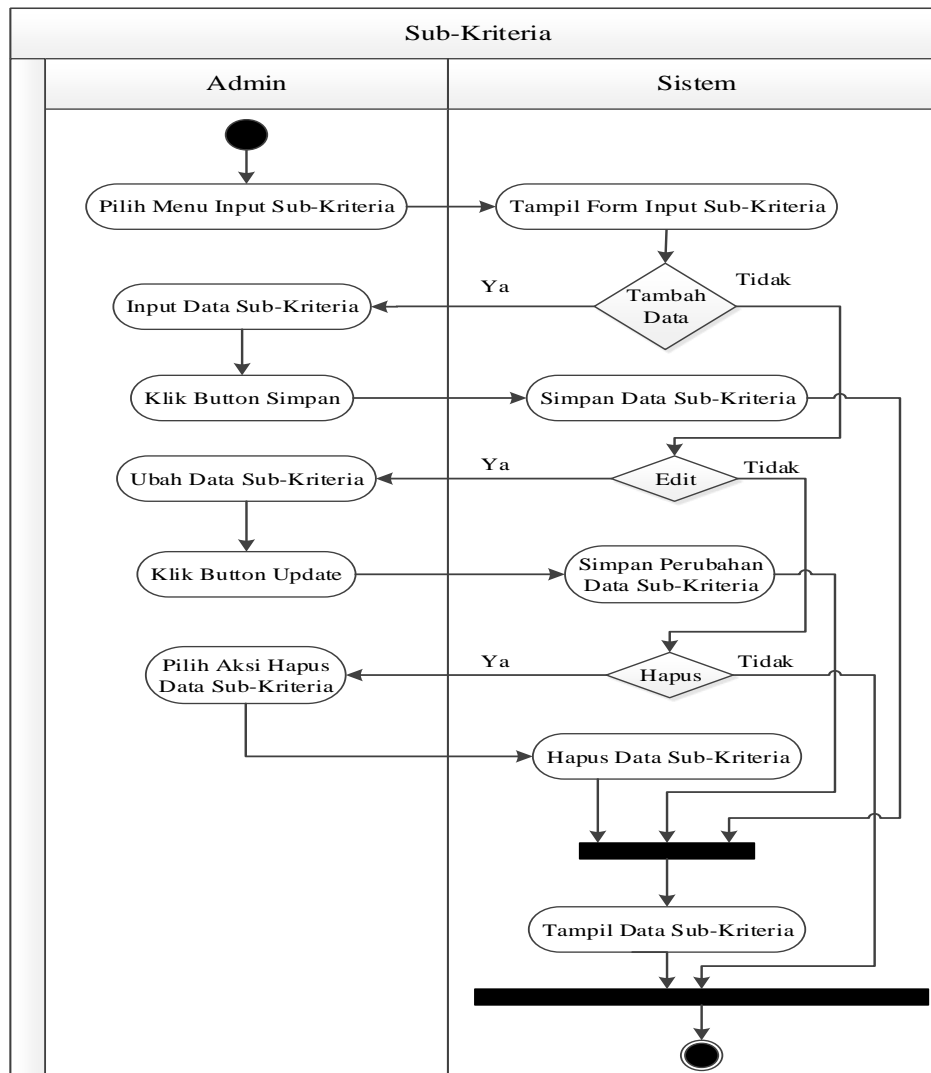 Sub-Kriteria
Admin
Sistem
Pilih Menu Input Sub-Kriteria
Tampil Form Input Sub-Kriteria
Ya
Tidak
Input Data Sub-Kriteria
Tambah
Data
Klik Button Simpan
Simpan Data Sub-Kriteria
Ya
Tidak
Ubah Data Sub-Kriteria
Edit
Klik Button Update
Simpan Perubahan
Data Sub-Kriteria
Pilih Aksi Hapus
Data Sub-Kriteria
Ya
Tidak
Hapus
Hapus Data Sub-Kriteria
Tampil Data Sub-Kriteria